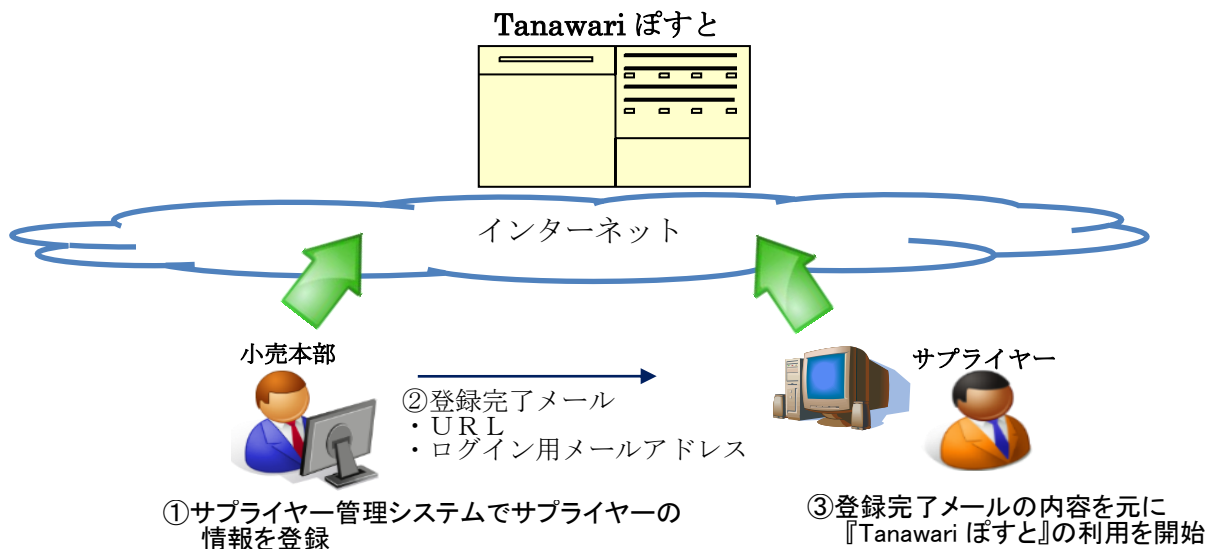 Tanawari ぽすと
インターネット
小売本部
サプライヤー
②登録完了メール
・ＵＲＬ
・ログイン用メールアドレス
①サプライヤー管理システムでサプライヤーの
情報を登録
③登録完了メールの内容を元に
『Tanawari ぽすと』の利用を開始